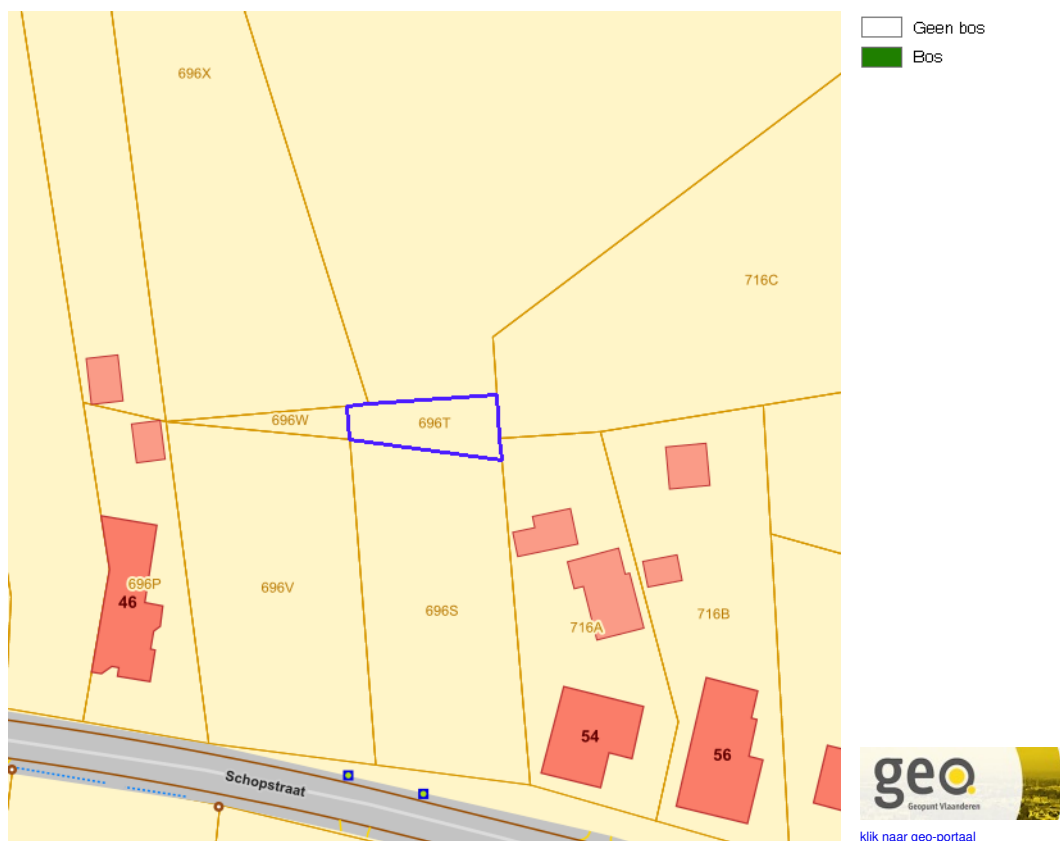 696X
Geen bos
Bos
716C
696W
696T
696P
46
696V
696S
716A
716B
54
56
Schopstraat
geo
Geopunt Vlaanderen
klik naar geo-portaal